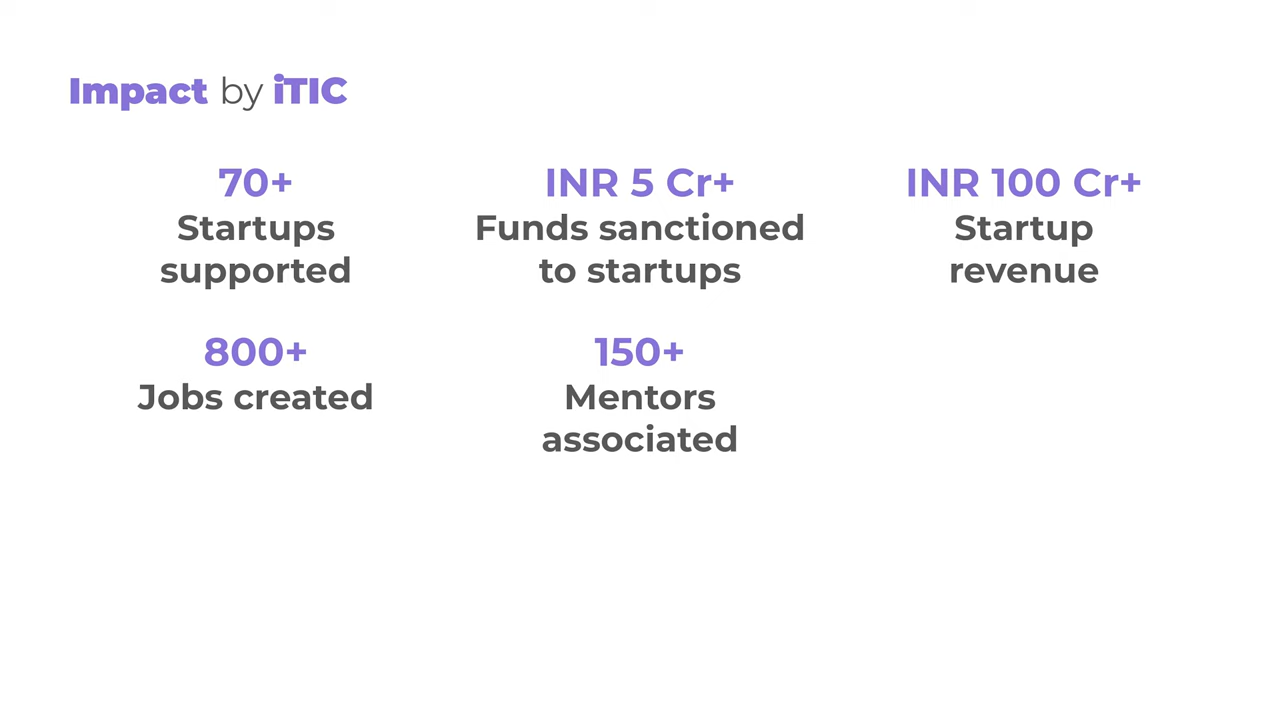 Impact by iTIC
70+
Startups
supported
INR 5 Cr+
Funds sanctioned
to startups
INR 100 Cr+
Startup
revenue
800+
Jobs created
150+
Mentors
associated